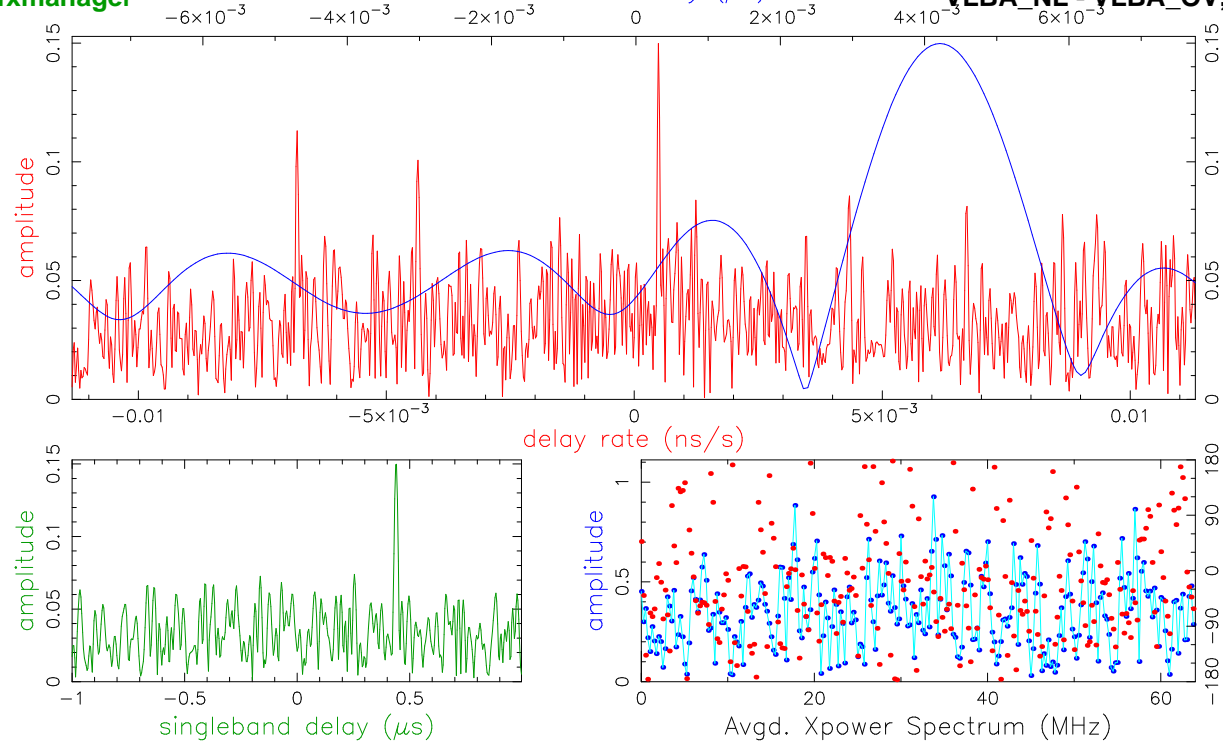 −6×10⁻³ −4×10⁻³ −2×10⁻³ 0 2×10⁻³ 4×10⁻³ 6×10⁻³
amplitude
0 0.05 0.1 0.15
0 0.05 0.1 0.15
−0.01 −5×10⁻³ 0 5×10⁻³ 0.01
delay rate (ns/s)
amplitude
0 0.05 0.1 0.15
−1 −0.5 0 0.5
singleband delay (μs)
amplitude
0 0.5 1
−180 −90 0 90 180
0 20 40 60
Avgd. Xpower Spectrum (MHz)